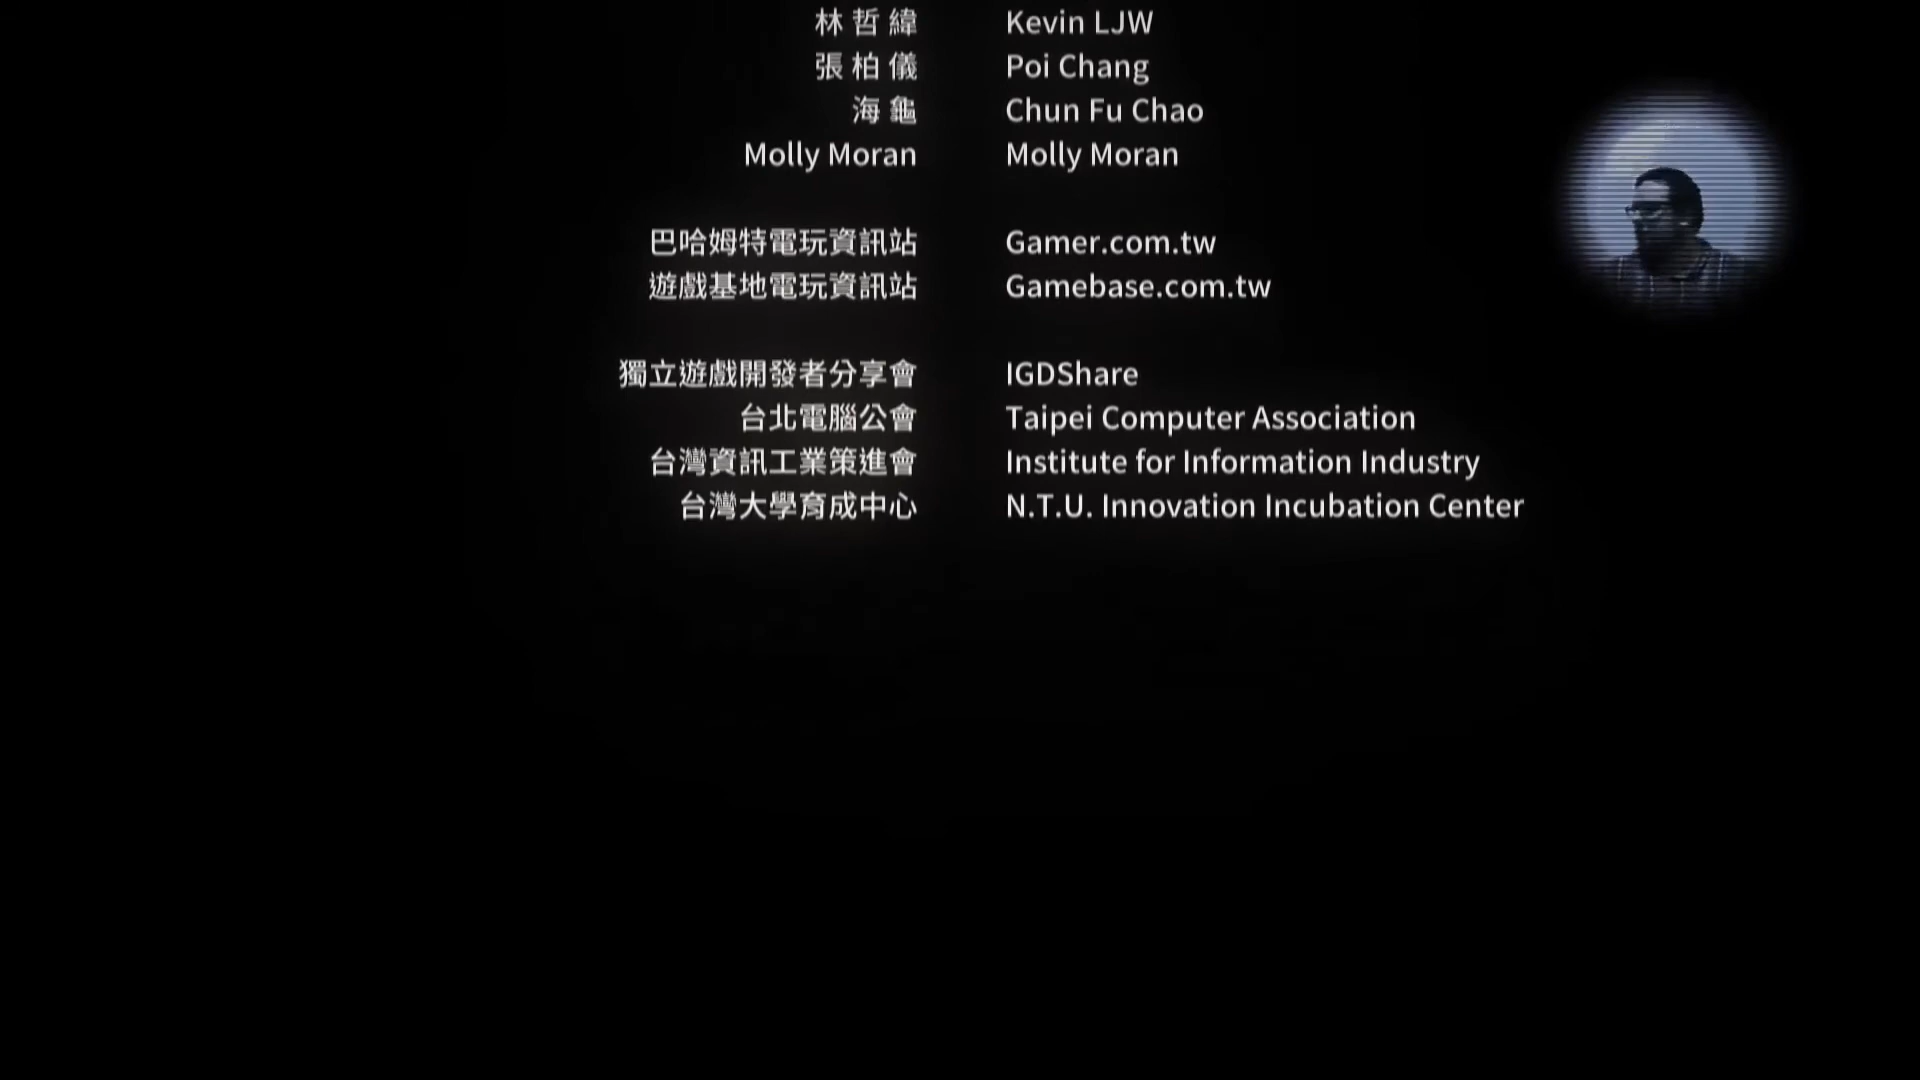 林哲緯 Kevin LJW
張柏儀 Poi Chang
海龜 Chun Fu Chao
Molly Moran Molly Moran
巴哈姆特電玩資訊站 Gamer.com.tw
遊戲基地電玩資訊站 Gamebase.com.tw
獨立遊戲開發者分享會 IGDShare
台北電腦公會 Taipei Computer Association
台灣資訊工業策進會 Institute for Information Industry
台灣大學育成中心 N.T.U. Innovation Incubation Center